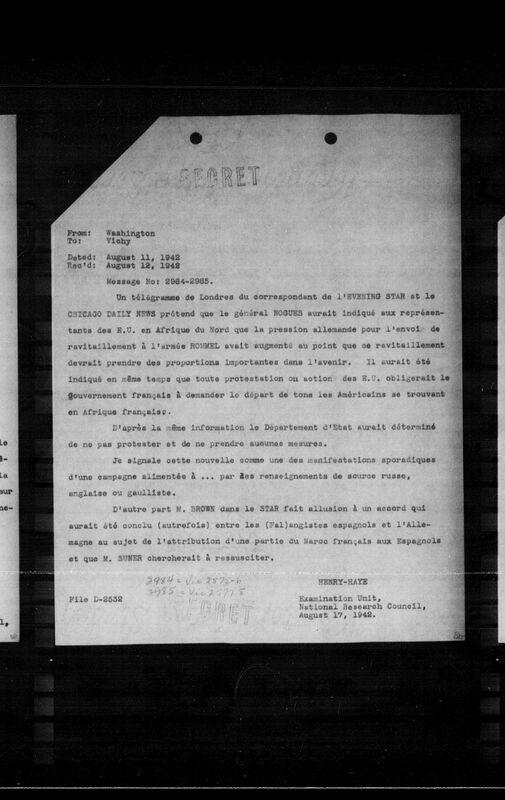 SECRET
From: Washington
To: Vichy
Dated: August 11, 1942
Rec'd: August 12, 1942
Message No: 2984-2985.
Un télégramme de Londres du correspondant de l'EVENING STAR et le
CHICAGO DAILY NEWS prétend que le général NOGUES aurait indiqué aux représen-
tants des E.U. en Afrique du Nord que la pression allemande pour l'envoi de
ravitaillement à l'armée ROMMEL avait augmenté au point que ce ravitaillement
devrait prendre des proportions importantes dans l'avenir. Il aurait été
indiqué en même temps que toute protestation ou action des E.U. obligerait le
gouvernement français à demander le départ de tous les Américains se trouvant
en Afrique française.
D'après la même information le Département d'Etat aurait déterminé
de ne pas protester et de ne prendre aucunes mesures.
Je signale cette nouvelle comme une des manifestations sporadiques
d'une campagne alimentée à ... par des renseignements de source russe,
anglaise ou gaulliste.
D'autre part M. BROWN dans le STAR fait allusion à un accord qui
aurait été conclu (autrefois) entre les (Fal)angistes espagnols et l'Alle-
magne au sujet de l'attribution d'une partie du Maroc français aux Espagnols
et que M. SUNER chercherait à ressusciter.
2984 = Vic 2575-6
2985 = Vic 2577-8
HENRY-HAYE
File D-2532
Examination Unit,
National Research Council,
August 17, 1942.